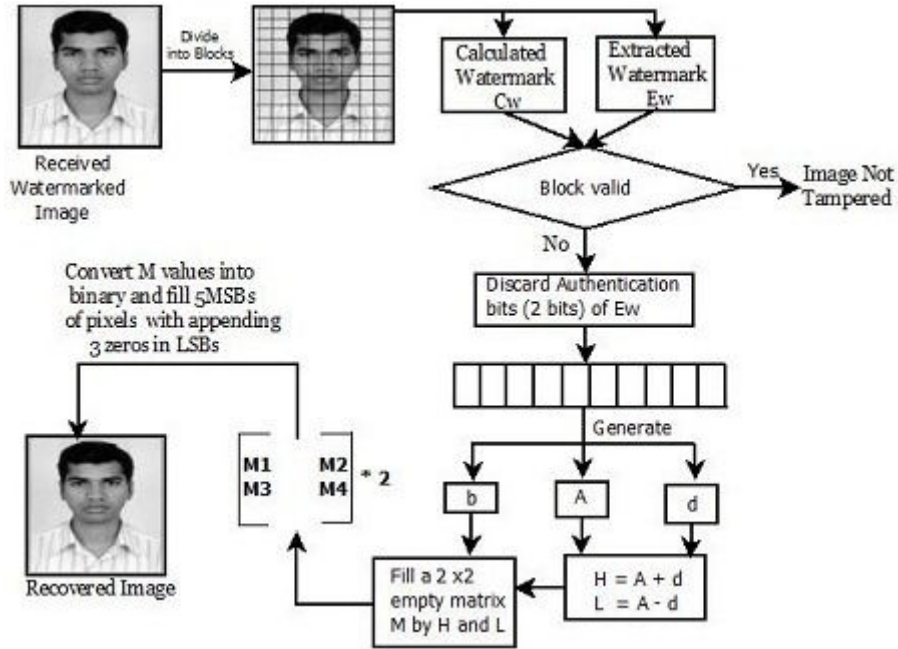 Divide
into Blocks
Received
Watermarked
Image
Calculated
Watermark
Cw
Extracted
Watermark
Ew
Block valid
Yes
Image Not
Tampered
No
Discard Authentication
bits (2 bits) of Ew
Generate
b
A
d
H = A + d
L = A - d
Fill a 2 x2
empty matrix
M by H and L
M1 M2
M3 M4
* 2
Convert M values into
binary and fill 5MSBs
of pixels with appending
3 zeros in LSBs
Recovered Image